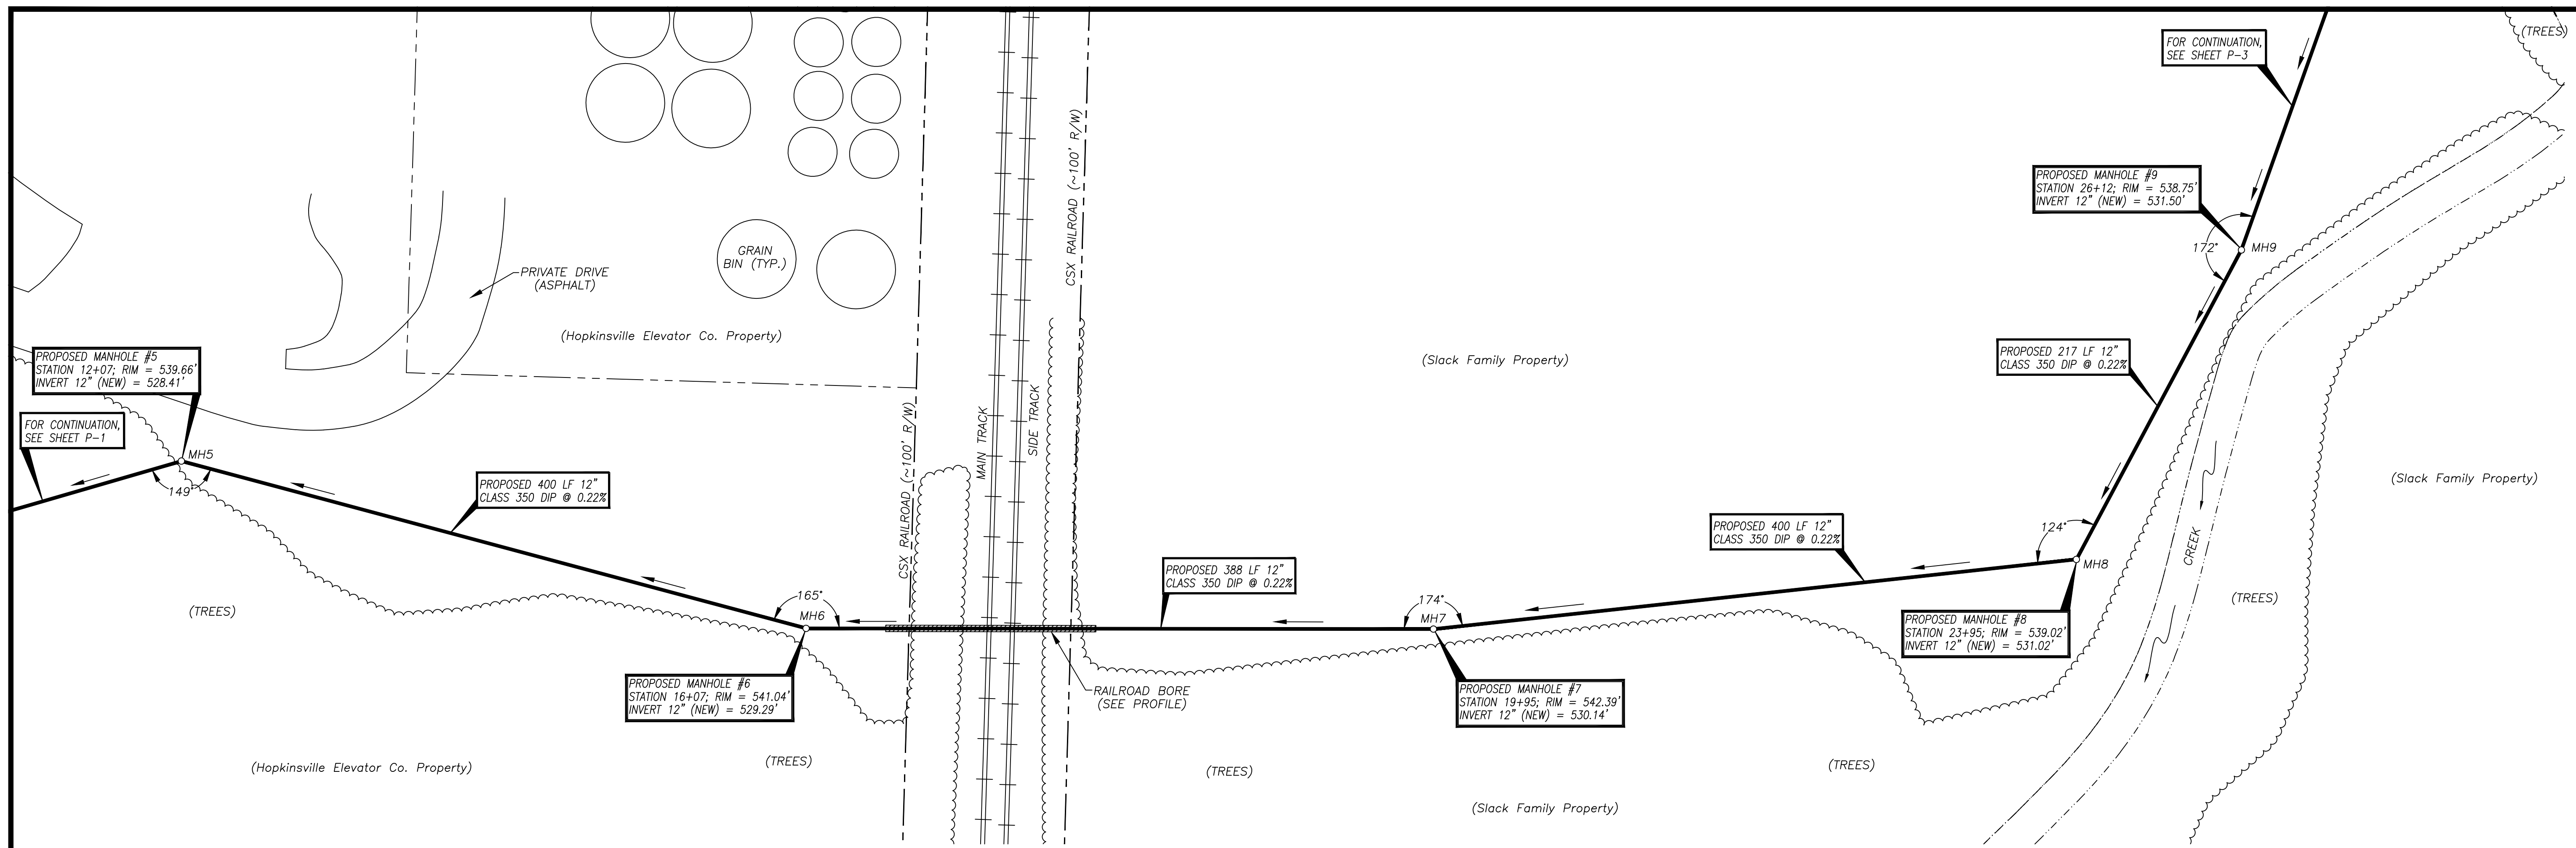 (TREES)
FOR CONTINUATION,
SEE SHEET P-3
PROPOSED MANHOLE #9
STATION 26+12; RIM = 538.75'
INVERT 12" (NEW) = 531.50'
172°
MH9
CSX RAILROAD (~100' R/W)
GRAIN
BIN (TYP.)
PRIVATE DRIVE
(ASPHALT)
(Hopkinsville Elevator Co. Property)
(Slack Family Property)
PROPOSED 217 LF 12"
CLASS 350 DIP @ 0.22%
PROPOSED MANHOLE #5
STATION 12+07; RIM = 539.66'
INVERT 12" (NEW) = 528.41'
FOR CONTINUATION,
SEE SHEET P-1
MH5
149°
PROPOSED 400 LF 12"
CLASS 350 DIP @ 0.22%
CSX RAILROAD (~100' R/W)
MAIN TRACK
SIDE TRACK
(Slack Family Property)
PROPOSED 400 LF 12"
CLASS 350 DIP @ 0.22%
124°
MH8
CREEK
PROPOSED 388 LF 12"
CLASS 350 DIP @ 0.22%
165°
MH6
174°
MH7
(TREES)
(TREES)
PROPOSED MANHOLE #8
STATION 23+95; RIM = 539.02'
INVERT 12" (NEW) = 531.02'
PROPOSED MANHOLE #6
STATION 16+07; RIM = 541.04'
INVERT 12" (NEW) = 529.29'
RAILROAD BORE
(SEE PROFILE)
PROPOSED MANHOLE #7
STATION 19+95; RIM = 542.39'
INVERT 12" (NEW) = 530.14'
(Hopkinsville Elevator Co. Property)
(TREES)
(TREES)
(TREES)
(Slack Family Property)